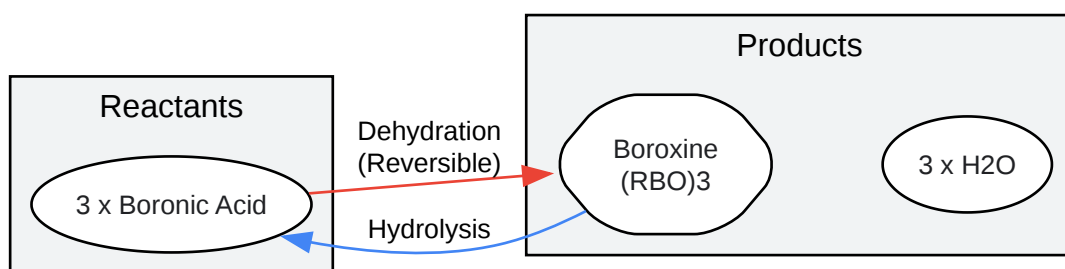 Products
Reactants
Dehydration
(Reversible)
Boroxine
(RBO)3
3 x H2O
3 x Boronic Acid
Hydrolysis